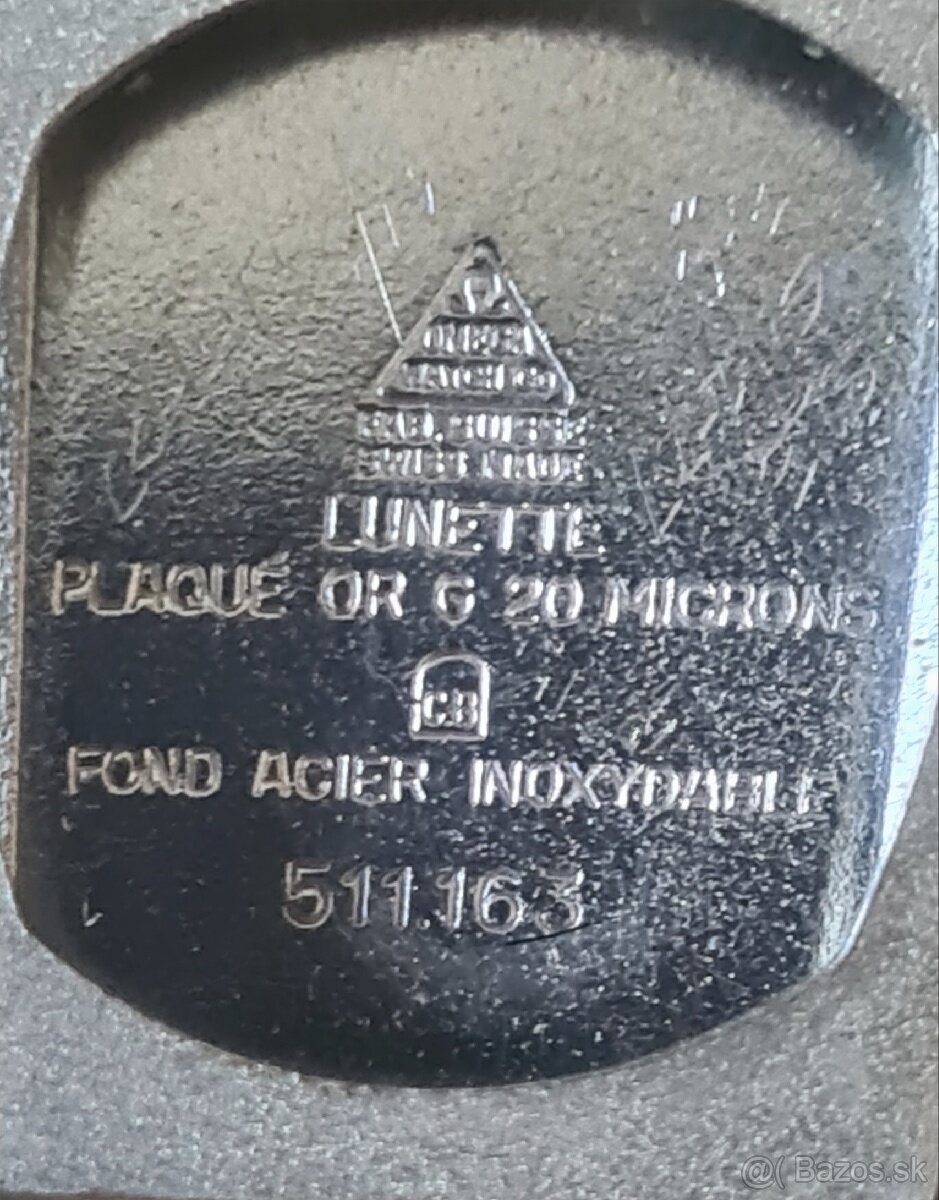 Ω
OMEGA
WATCH CO
FAB. SUISSE
SWISS MADE
LUNETTE
PLAQUÉ OR G 20 MICRONS
CB
FOND ACIER INOXYDABLE
511.163
@( Bazos.sk